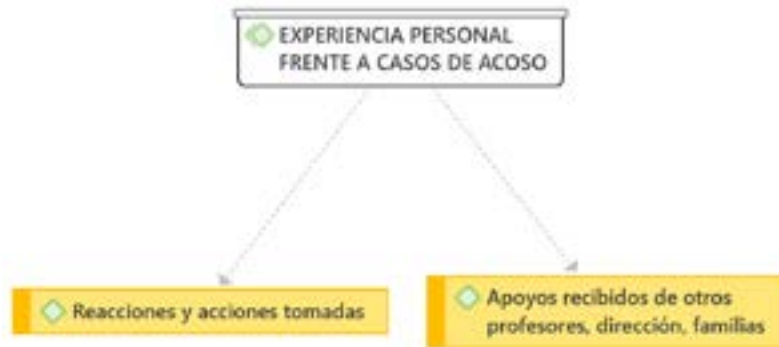 EXPERIENCIA PERSONAL
FRENTE A CASOS DE ACOSO
Reacciones y acciones tomadas
Apoyos recibidos de otros
profesores, dirección, familias